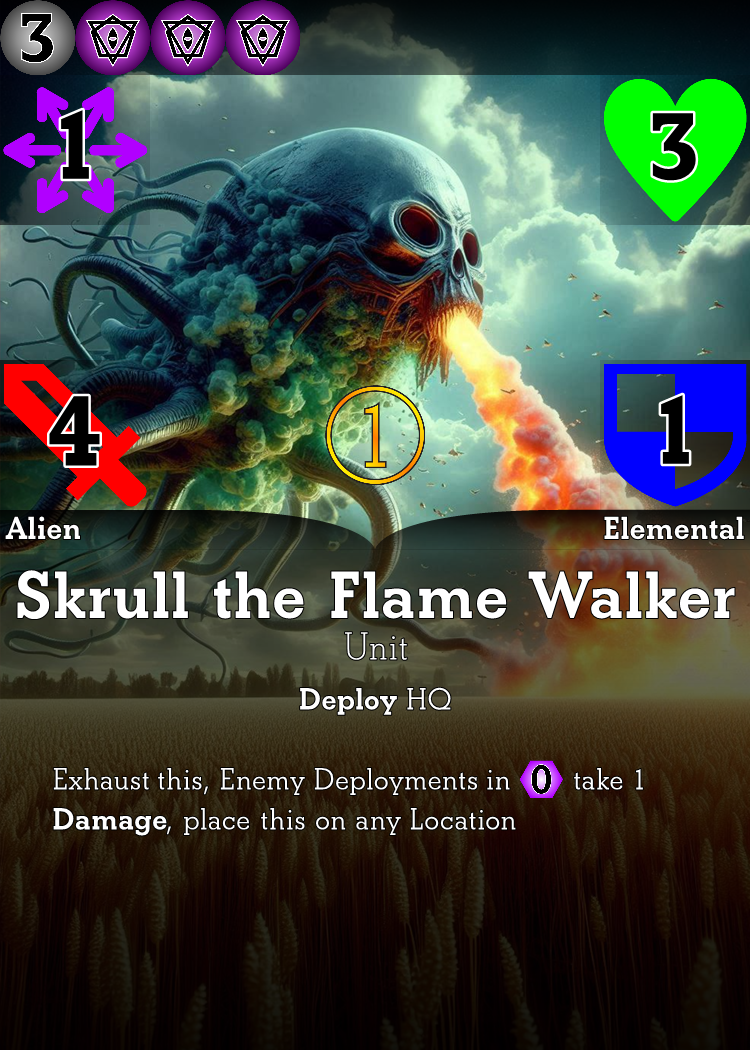 3
1
3
4
1
1
Alien
Elemental
Skrull the Flame Walker
Unit
Deploy HQ
Exhaust this, Enemy Deployments in 0 take 1
Damage, place this on any Location